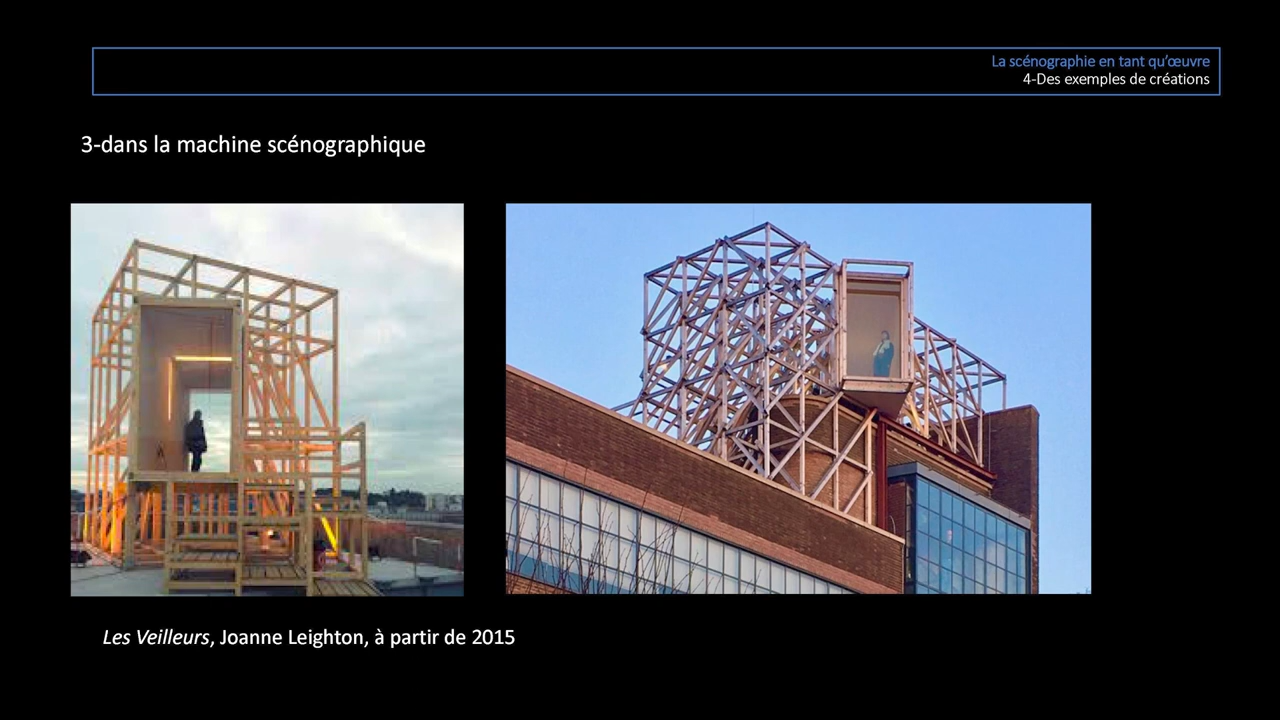 La scénographie en tant qu’œuvre
4-Des exemples de créations
3-dans la machine scénographique
Les Veilleurs, Joanne Leighton, à partir de 2015